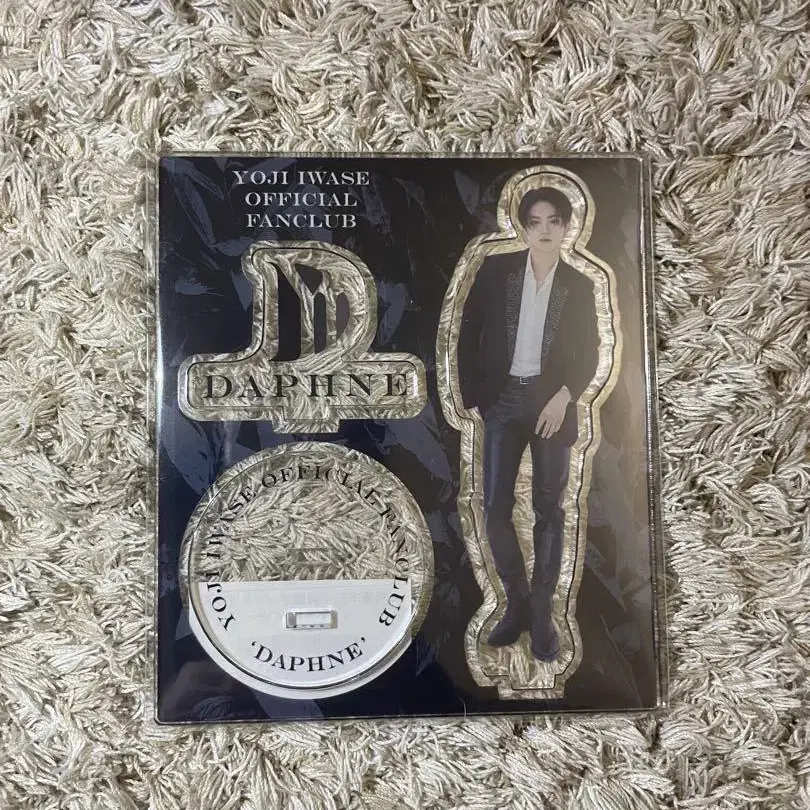 YOJI IWASE
OFFICIAL
FANCLUB
D
DAPHNE
YOJI IWASE OFFICIAL FANCLUB
'DAPHNE'